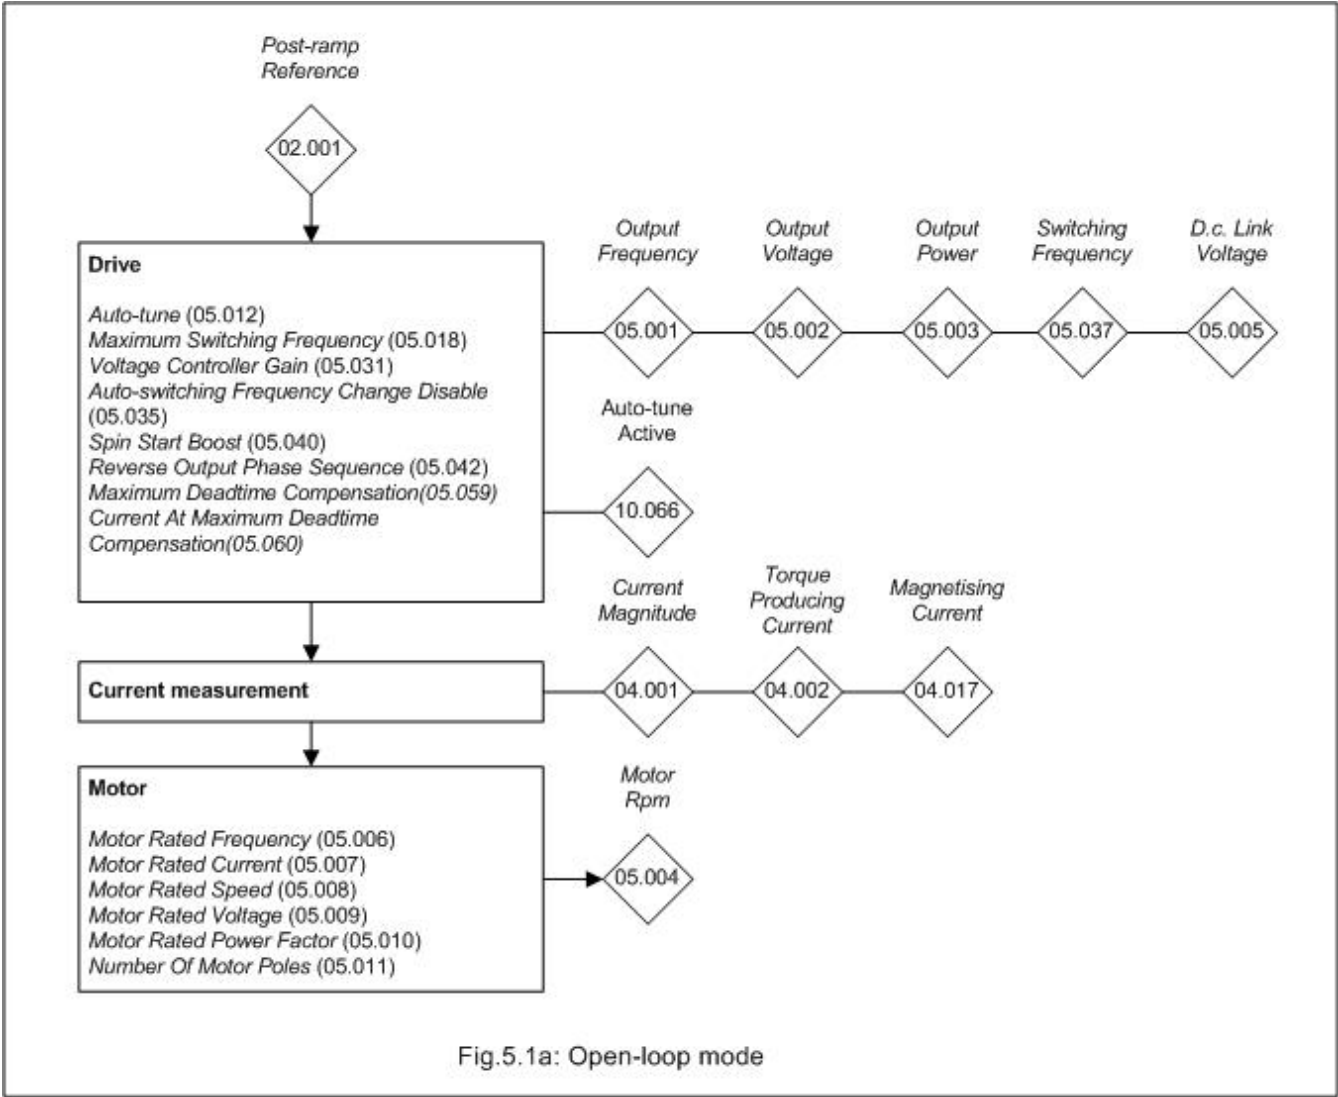 Post-ramp
Reference
02.001
Drive
Auto-tune (05.012)
Maximum Switching Frequency (05.018)
Voltage Controller Gain (05.031)
Auto-switching Frequency Change Disable
(05.035)
Spin Start Boost (05.040)
Reverse Output Phase Sequence (05.042)
Maximum Deadtime Compensation(05.059)
Current At Maximum Deadtime
Compensation(05.060)
Output
Frequency
05.001
Output
Voltage
05.002
Output
Power
05.003
Switching
Frequency
05.037
D.c. Link
Voltage
05.005
Auto-tune
Active
10.066
Current measurement
Current
Magnitude
04.001
Torque
Producing
Current
04.002
Magnetising
Current
04.017
Motor
Motor Rated Frequency (05.006)
Motor Rated Current (05.007)
Motor Rated Speed (05.008)
Motor Rated Voltage (05.009)
Motor Rated Power Factor (05.010)
Number Of Motor Poles (05.011)
Motor
Rpm
05.004
Fig.5.1a: Open-loop mode